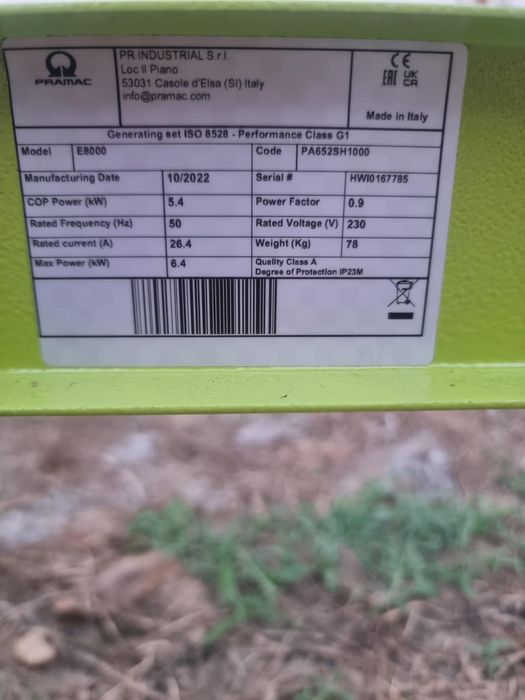 PRAMAC
PR INDUSTRIAL S.r.l.
Loc Il Piano
53031 Casole d'Elsa (SI) Italy
info@pramac.com
CE
EAC UK CA
Made in Italy
Generating set ISO 8528 - Performance Class G1
Model E8000 Code PA652SH1000
Manufacturing Date 10/2022 Serial # HWI0167785
COP Power (kW) 5.4 Power Factor 0.9
Rated Frequency (Hz) 50 Rated Voltage (V) 230
Rated current (A) 26.4 Weight (Kg) 78
Max Power (kW) 6.4 Quality Class A
Degree of Protection IP23M